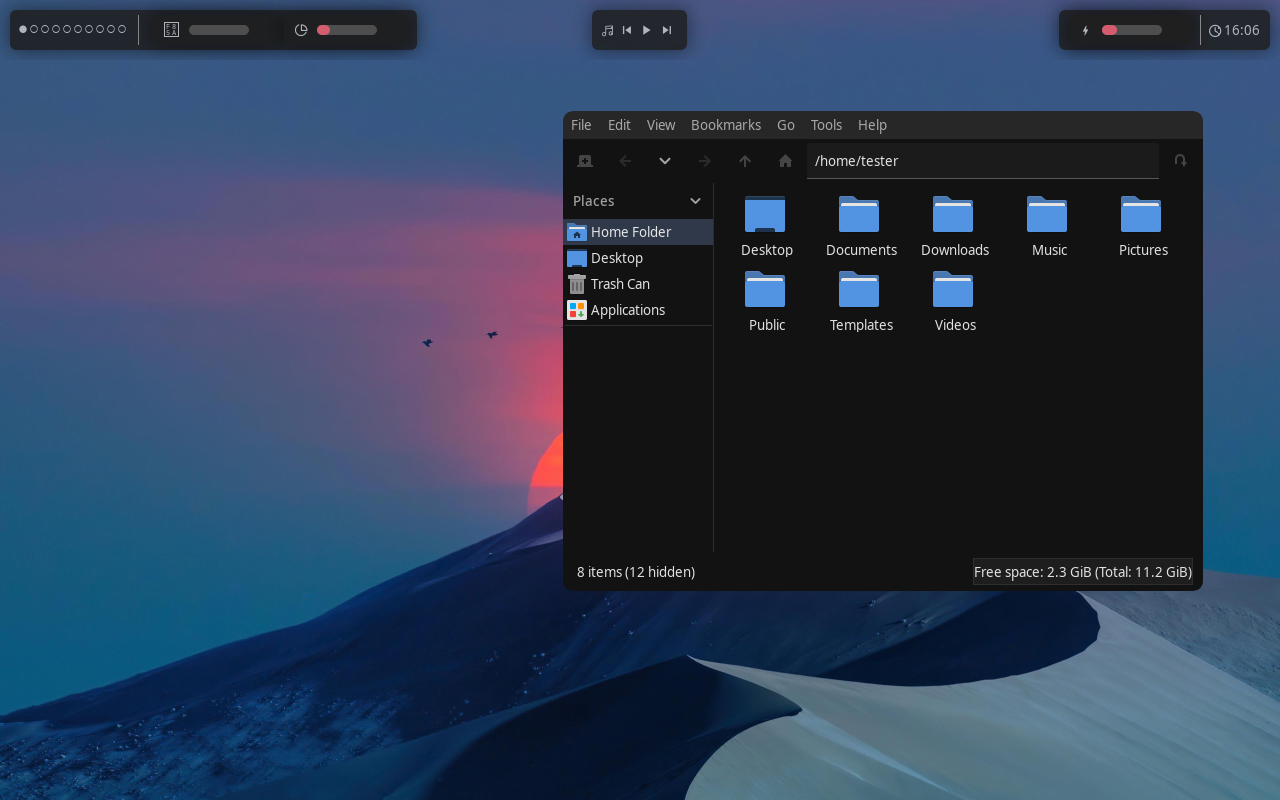 16:06
File Edit View Bookmarks Go Tools Help
/home/tester
Places
Home Folder
Desktop
Trash Can
Applications
Desktop Documents Downloads Music Pictures
Public Templates Videos
8 items (12 hidden)
Free space: 2.3 GiB (Total: 11.2 GiB)